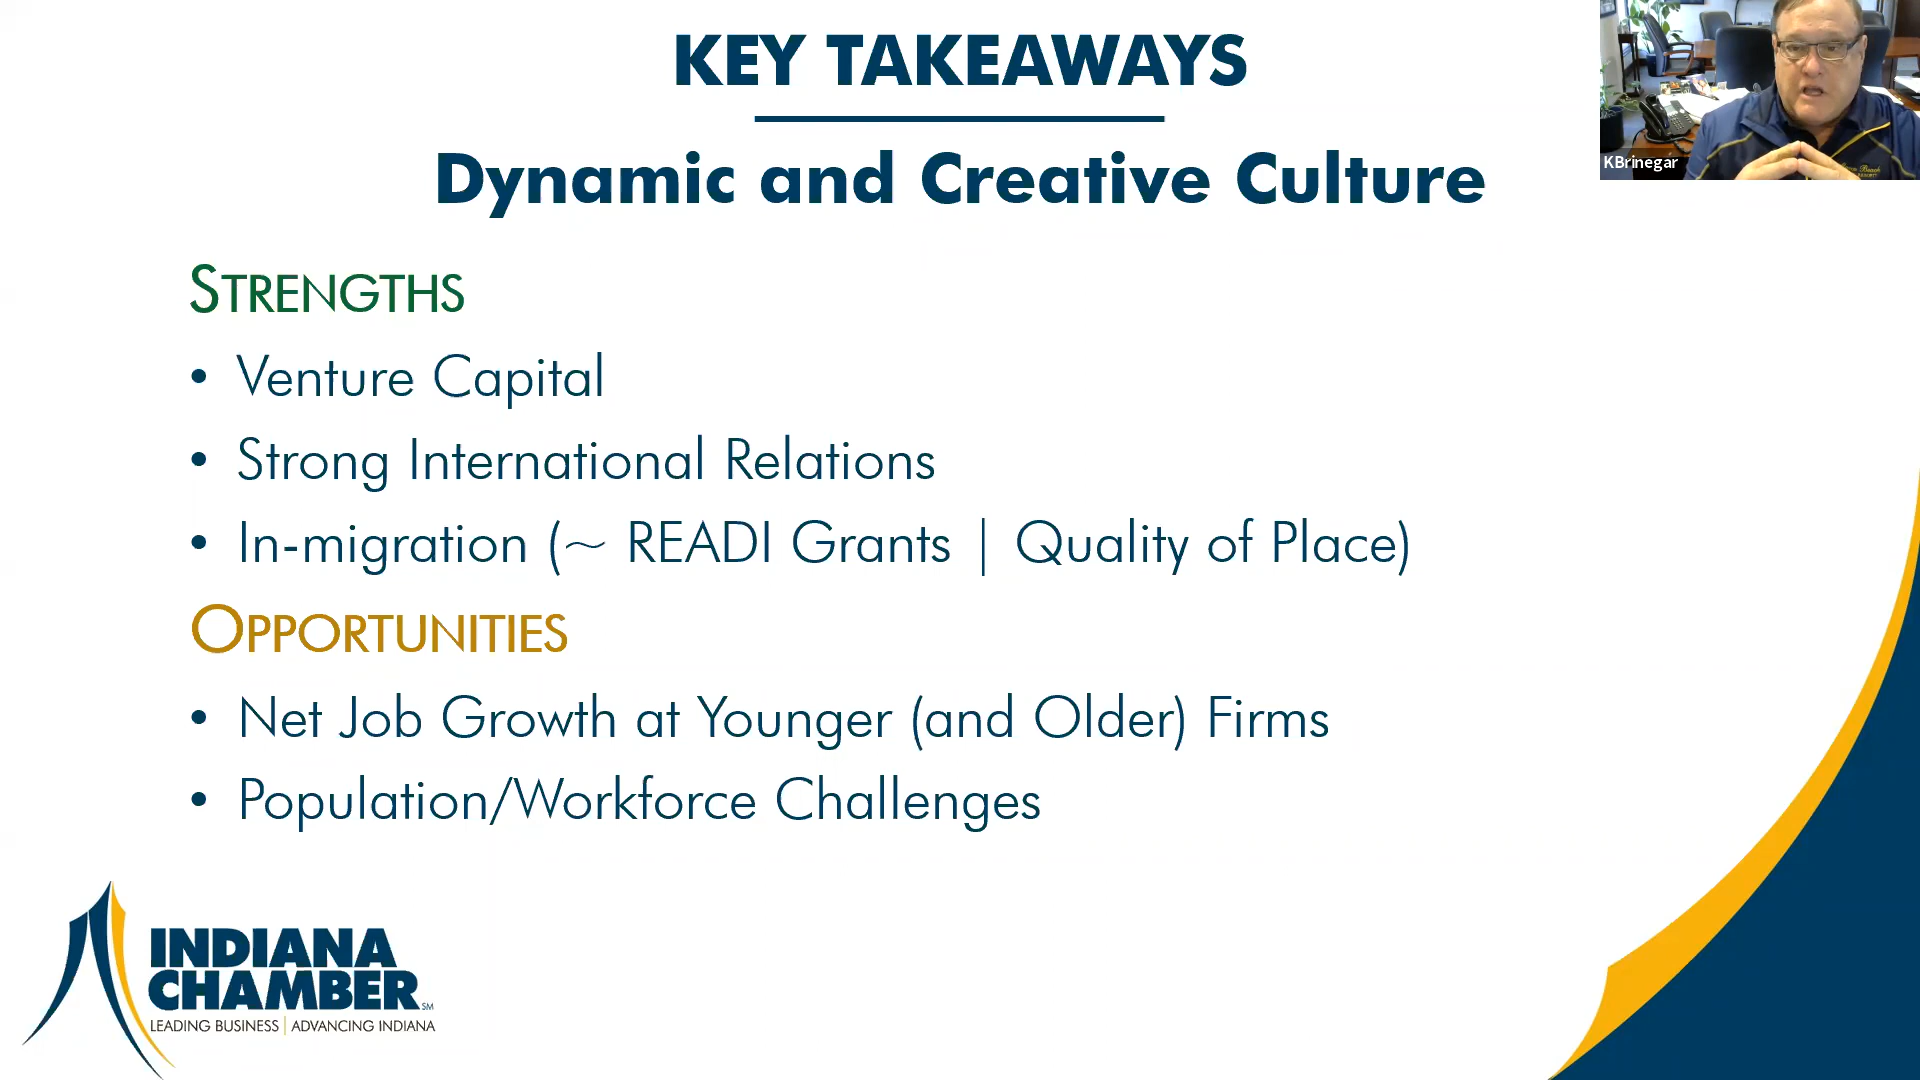 KEY TAKEAWAYS
Dynamic and Creative Culture
KBrinegar
STRENGTHS
• Venture Capital
• Strong International Relations
• In-migration (~ READI Grants | Quality of Place)
OPPORTUNITIES
• Net Job Growth at Younger (and Older) Firms
• Population/Workforce Challenges
INDIANA
CHAMBER SM
LEADING BUSINESS | ADVANCING INDIANA